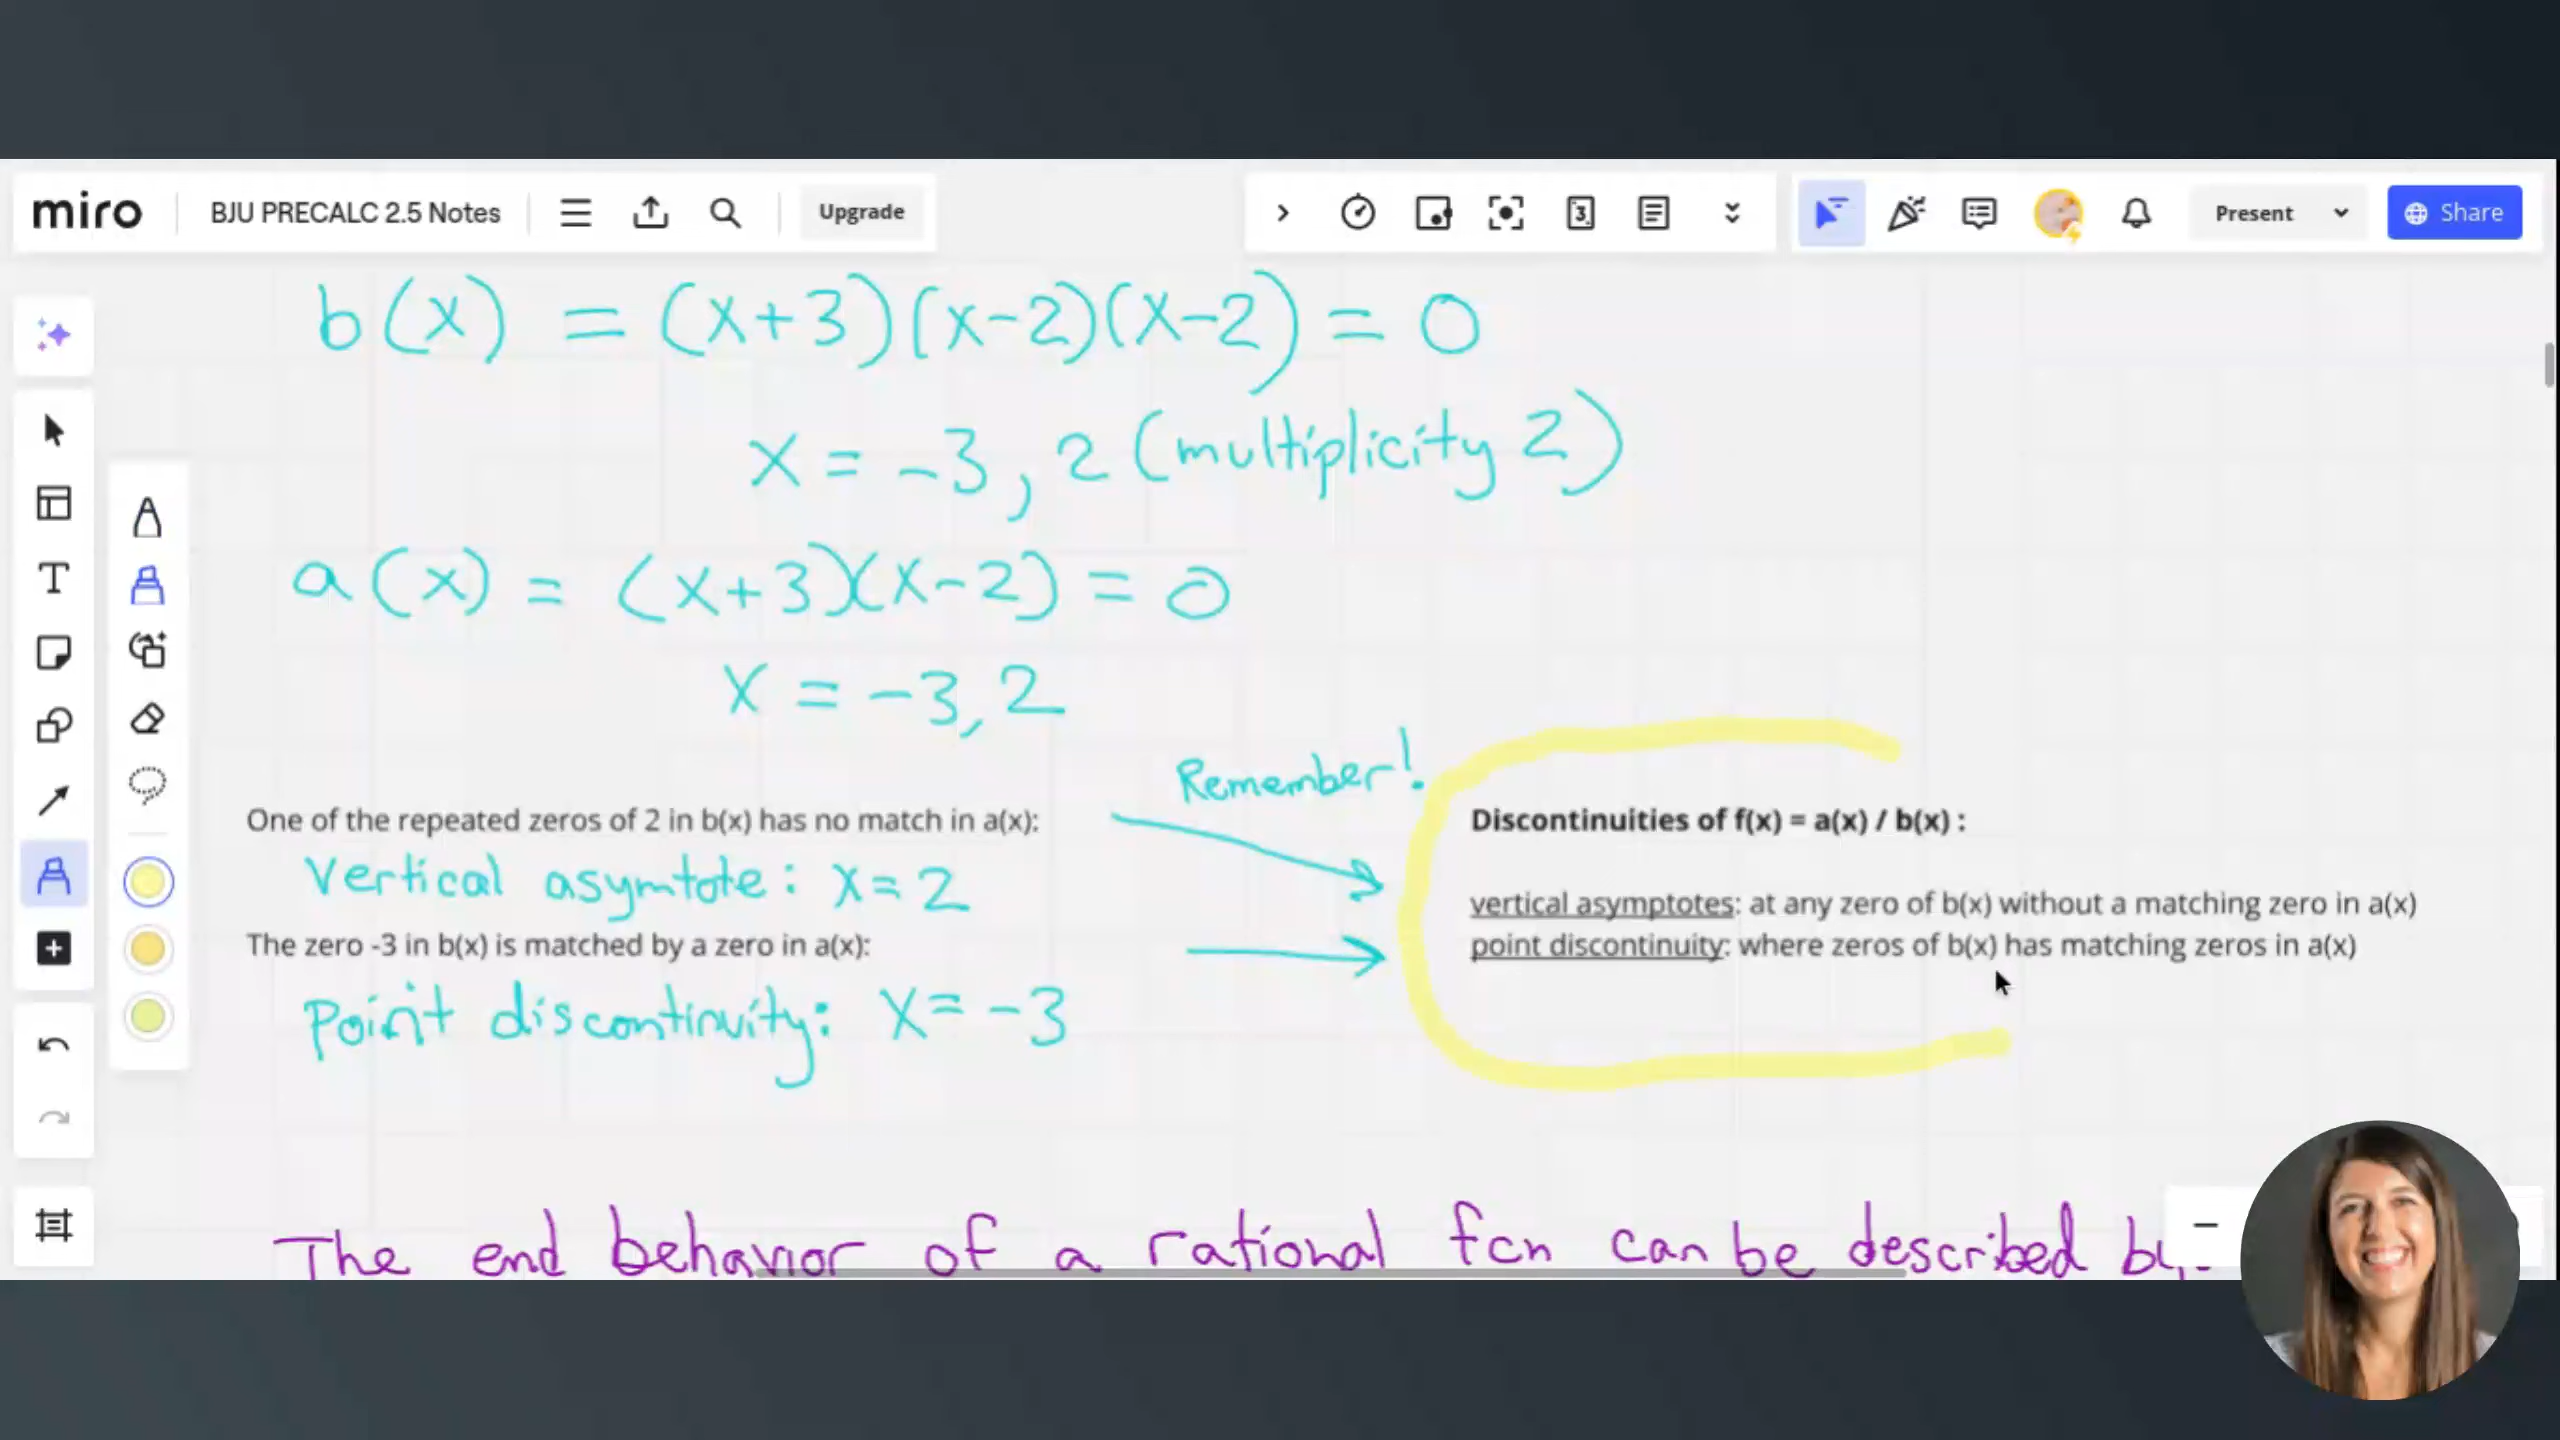 miro BJU PRECALC 2.5 Notes Upgrade Present Share
b(x) = (x+3)(x-2)(x-2) = 0
x = -3, 2 (multiplicity 2)
a(x) = (x+3)(x-2) = 0
x = -3, 2
Remember!
One of the repeated zeros of 2 in b(x) has no match in a(x):
Vertical asymtote: x=2
The zero -3 in b(x) is matched by a zero in a(x):
Point discontinuity: x= -3
Discontinuities of f(x) = a(x) / b(x) :
vertical asymptotes: at any zero of b(x) without a matching zero in a(x)
point discontinuity: where zeros of b(x) has matching zeros in a(x)
The end behavior of a rational fcn can be described by